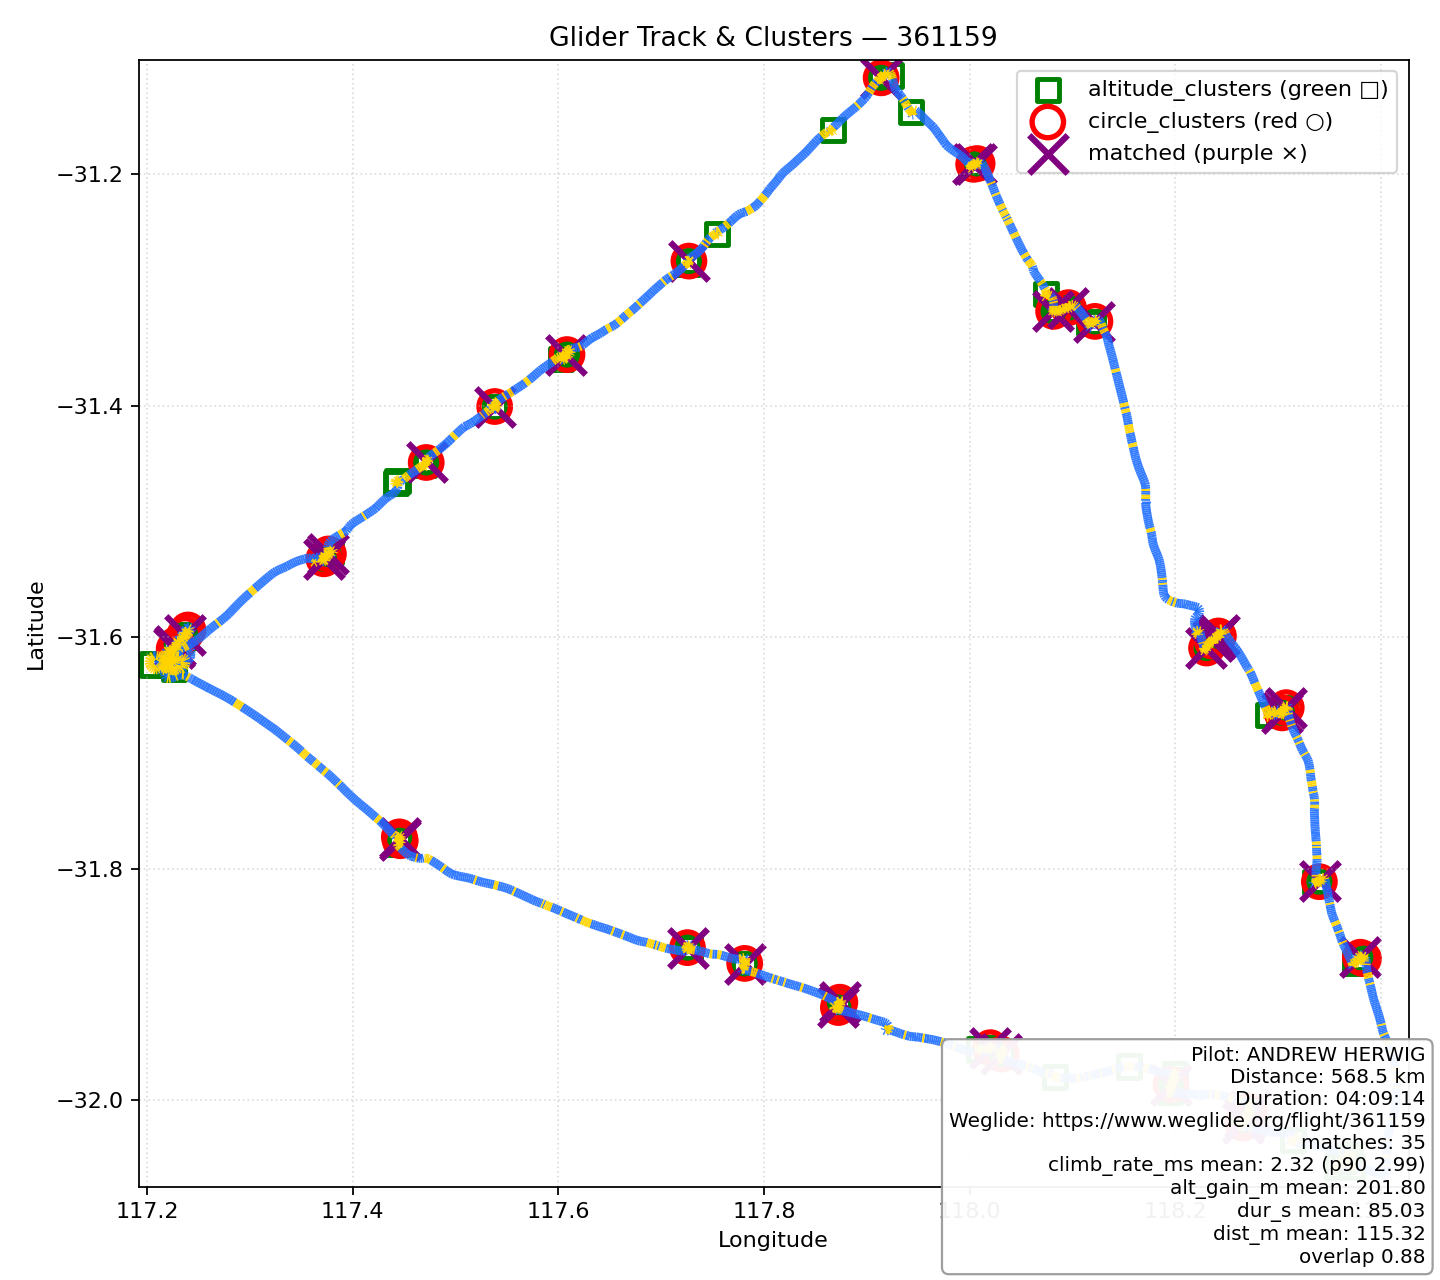 Glider Track & Clusters — 361159
altitude_clusters (green □)
circle_clusters (red ○)
matched (purple ×)
−31.2
−31.4
−31.6
−31.8
−32.0
Latitude
117.2
117.4
117.6
117.8
118.0
118.2
Longitude
Pilot: ANDREW HERWIG
Distance: 568.5 km
Duration: 04:09:14
Weglide: https://www.weglide.org/flight/361159
matches: 35
climb_rate_ms mean: 2.32 (p90 2.99)
alt_gain_m mean: 201.80
dur_s mean: 85.03
dist_m mean: 115.32
overlap 0.88